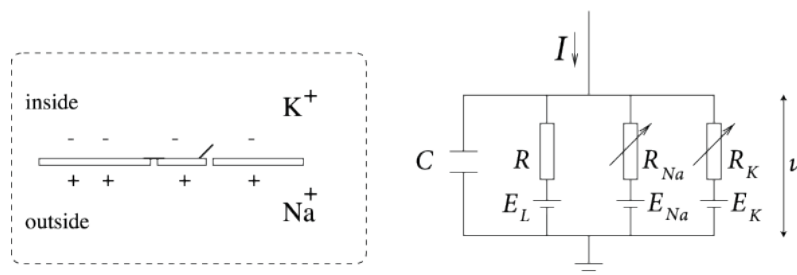 inside
K+
- - - -
+ + + +
Na+
outside
I
C
R
R_Na
R_K
E_L
E_Na
E_K